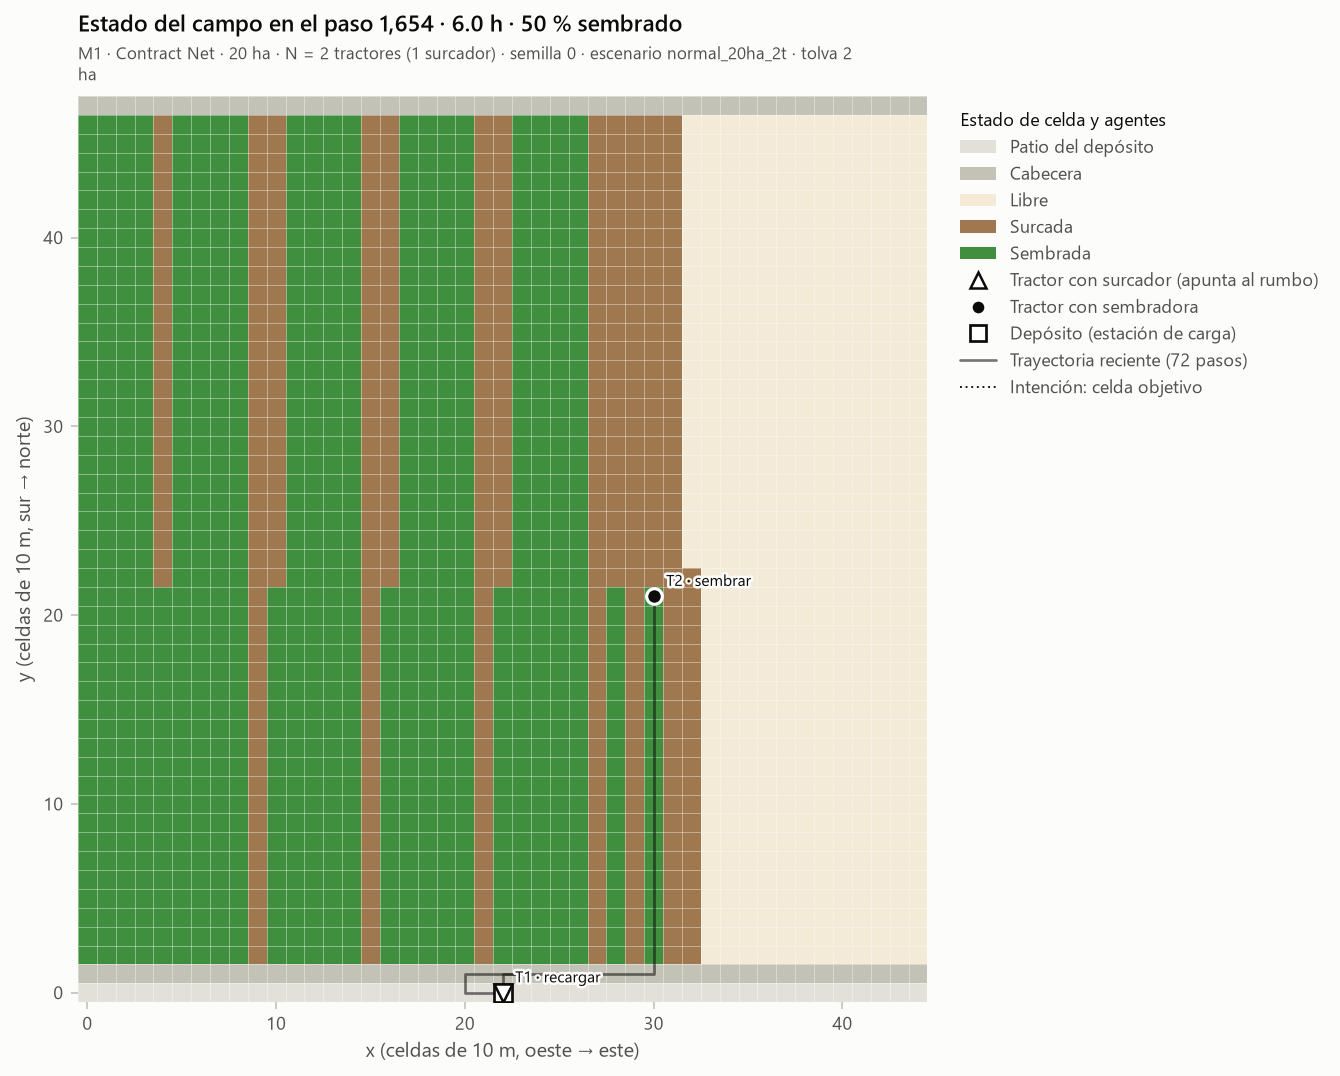 Estado del campo en el paso 1,654 · 6.0 h · 50 % sembrado
M1 · Contract Net · 20 ha · N = 2 tractores (1 surcador) · semilla 0 · escenario normal_20ha_2t · tolva 2
ha
Estado de celda y agentes
Patio del depósito
Cabecera
Libre
Surcada
Sembrada
Tractor con surcador (apunta al rumbo)
Tractor con sembradora
Depósito (estación de carga)
Trayectoria reciente (72 pasos)
Intención: celda objetivo
y (celdas de 10 m, sur → norte)
40
30
20
10
0
T2 · sembrar
T1 · recargar
0
10
20
30
40
x (celdas de 10 m, oeste → este)